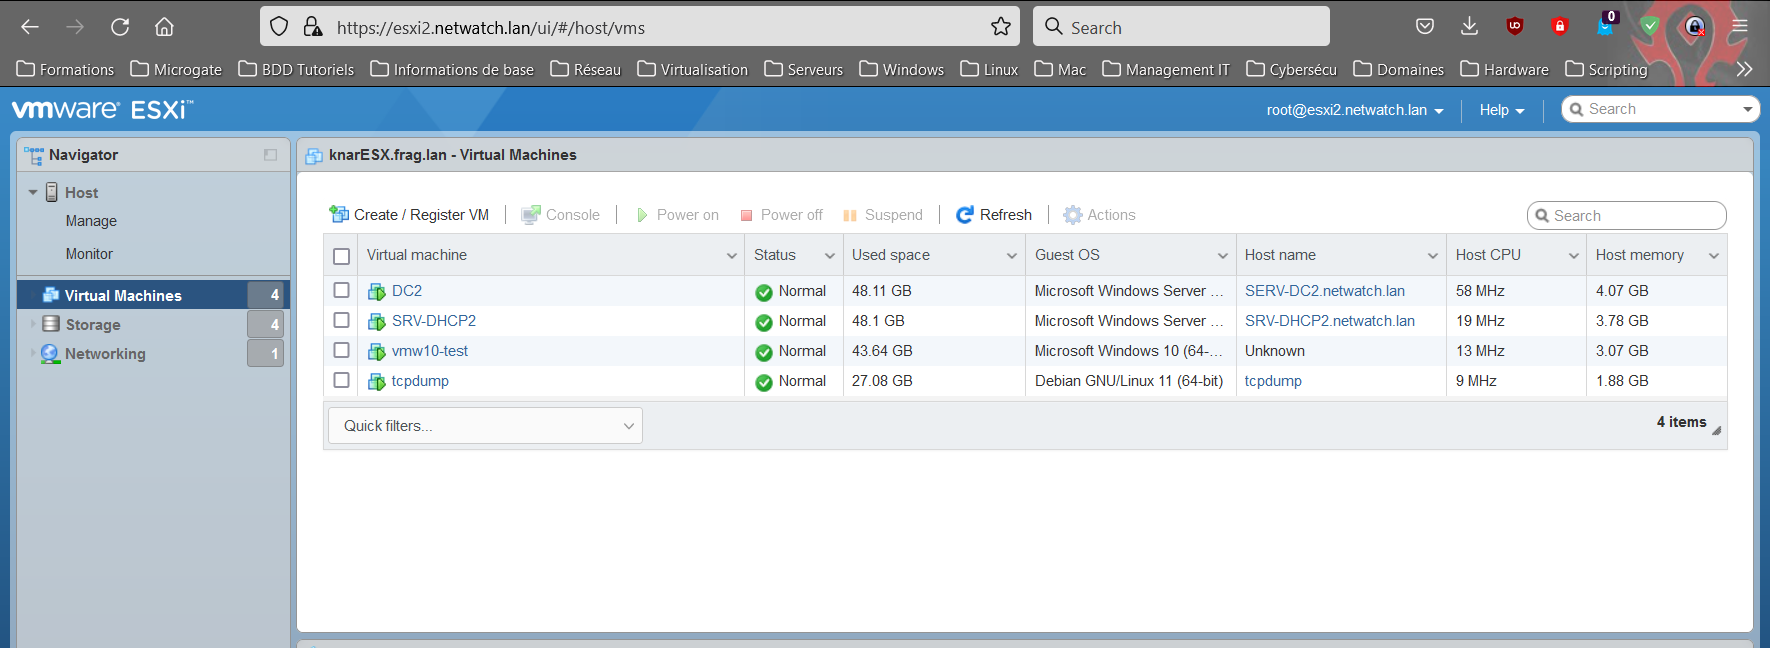 https://esxi2.netwatch.lan/ui/#/host/vms Search 0
Formations Microgate BDD Tutoriels Informations de base Réseau Virtualisation Serveurs Windows Linux Mac Management IT Cybersécu Domaines Hardware Scripting
vmware ESXi™ root@esxi2.netwatch.lan Help Search
Navigator
Host
Manage
Monitor
Virtual Machines 4
Storage 4
Networking 1
knarESX.frag.lan - Virtual Machines
Create / Register VM Console Power on Power off Suspend Refresh Actions Search
Virtual machine Status Used space Guest OS Host name Host CPU Host memory
DC2 Normal 48.11 GB Microsoft Windows Server ... SERV-DC2.netwatch.lan 58 MHz 4.07 GB
SRV-DHCP2 Normal 48.1 GB Microsoft Windows Server ... SRV-DHCP2.netwatch.lan 19 MHz 3.78 GB
vmw10-test Normal 43.64 GB Microsoft Windows 10 (64-... Unknown 13 MHz 3.07 GB
tcpdump Normal 27.08 GB Debian GNU/Linux 11 (64-bit) tcpdump 9 MHz 1.88 GB
Quick filters... 4 items